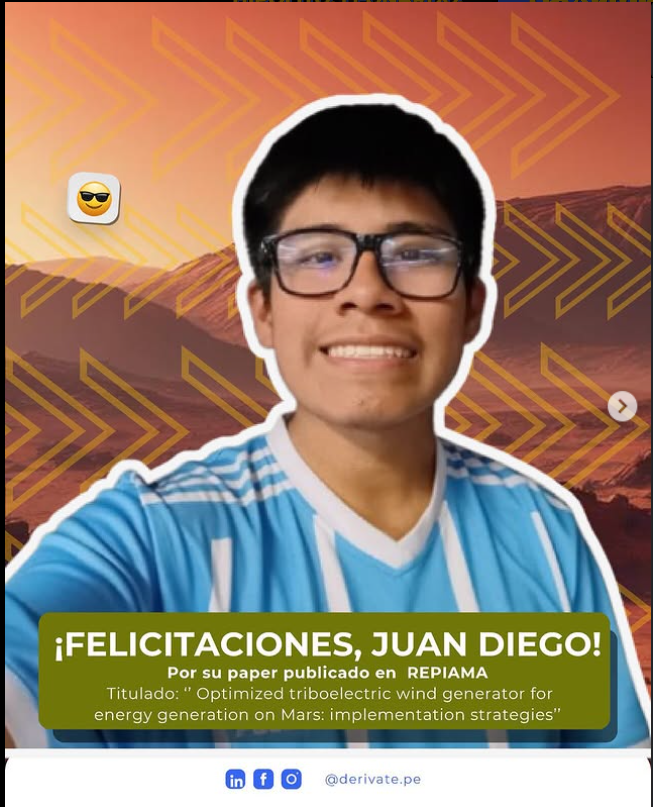 ¡FELICITACIONES, JUAN DIEGO!
Por su paper publicado en REPIAMA
Titulado: ‘’ Optimized triboelectric wind generator for
energy generation on Mars: implementation strategies’’
@derivate.pe